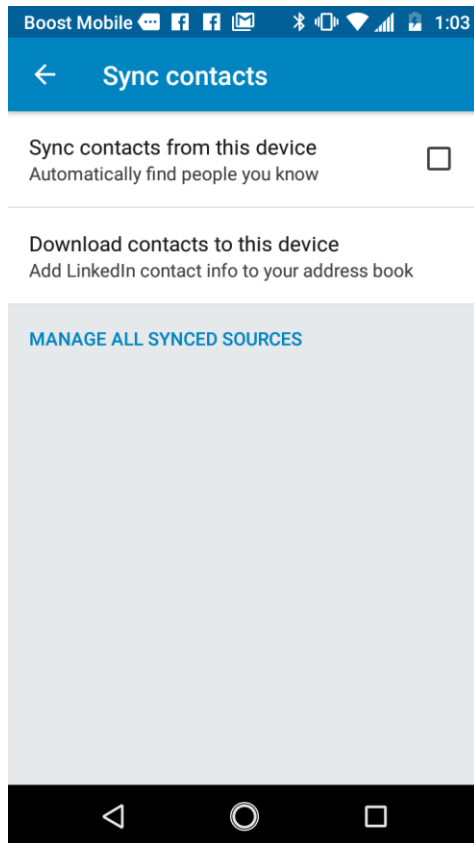 Boost Mobile 1:03
Sync contacts
Sync contacts from this device
Automatically find people you know
Download contacts to this device
Add LinkedIn contact info to your address book
MANAGE ALL SYNCED SOURCES